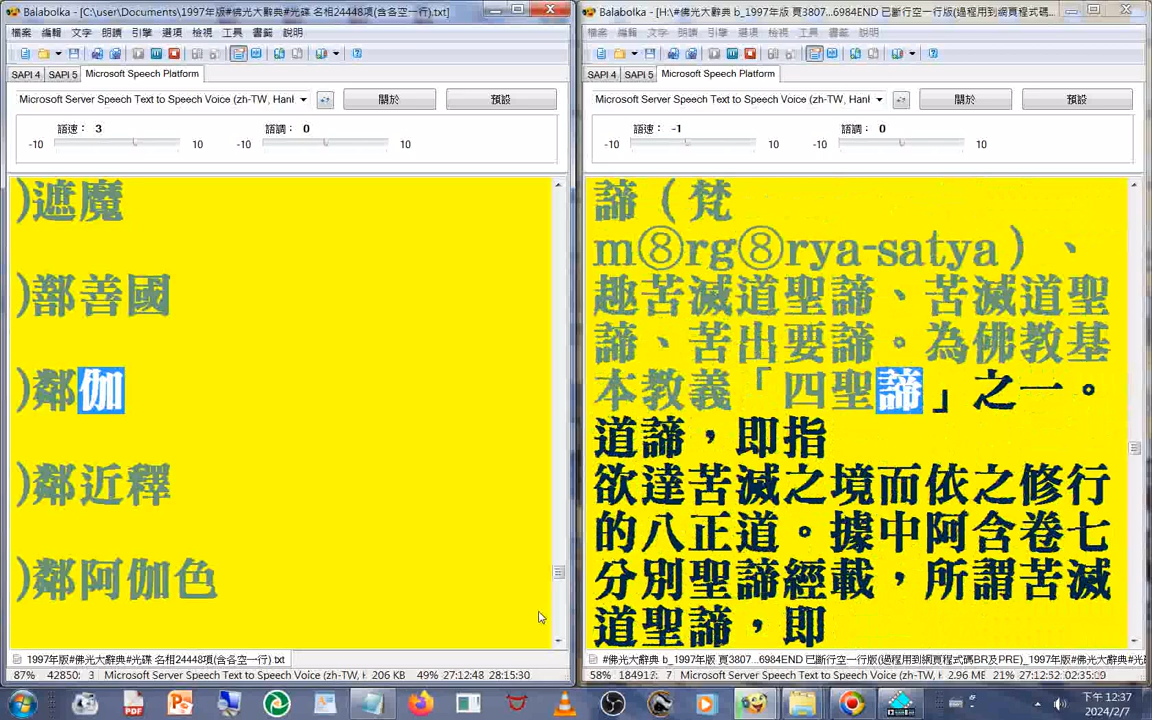 Balabolka - [C:\user\Documents\1997年版#佛光大辭典#光碟 名相24448項(含各空一行).txt]
檔案 編輯 文字 朗讀 引擎 選項 檢視 工具 書籤 說明
SAPI 4 SAPI 5 Microsoft Speech Platform
Microsoft Server Speech Text to Speech Voice (zh-TW, Hanl
關於
預設
語速： 3
語調： 0
-10 10 -10 10
)遮魔
)鄯善國
)鄰伽
)鄰近釋
)鄰阿伽色
1997年版#佛光大辭典#光碟 名相24448項(含各空一行).txt
87% 42850: 3 Microsoft Server Speech Text to Speech Voice (zh-TW, Han 206 KB 49% 27:12:48 28:15:30
Balabolka - [H:\#佛光大辭典 b_1997年版 頁3807...6984END 已斷行空一行版(過程用到網頁程式碼...
檔案 編輯 文字 朗讀 引擎 選項 檢視 工具 書籤 說明
SAPI 4 SAPI 5 Microsoft Speech Platform
Microsoft Server Speech Text to Speech Voice (zh-TW, Hanl
關於
預設
語速： -1
語調： 0
-10 10 -10 10
諦（梵
m⑧rg⑧rya-satya）、
趣苦滅道聖諦、苦滅道聖
諦、苦出要諦。為佛教基
本教義「四聖諦」之一。
道諦，即指
欲達苦滅之境而依之修行
的八正道。據中阿含卷七
分別聖諦經載，所謂苦滅
道聖諦，即
#佛光大辭典 b_1997年版 頁3807...6984END 已斷行空一行版(過程用到網頁程式碼BR及PRE)_1997年版#光
58% 184917: 7 Microsoft Server Speech Text to Speech Voice (zh-TW, Han 2.96 MB 21% 27:12:52 02:35:09
下午 12:37
2024/2/7